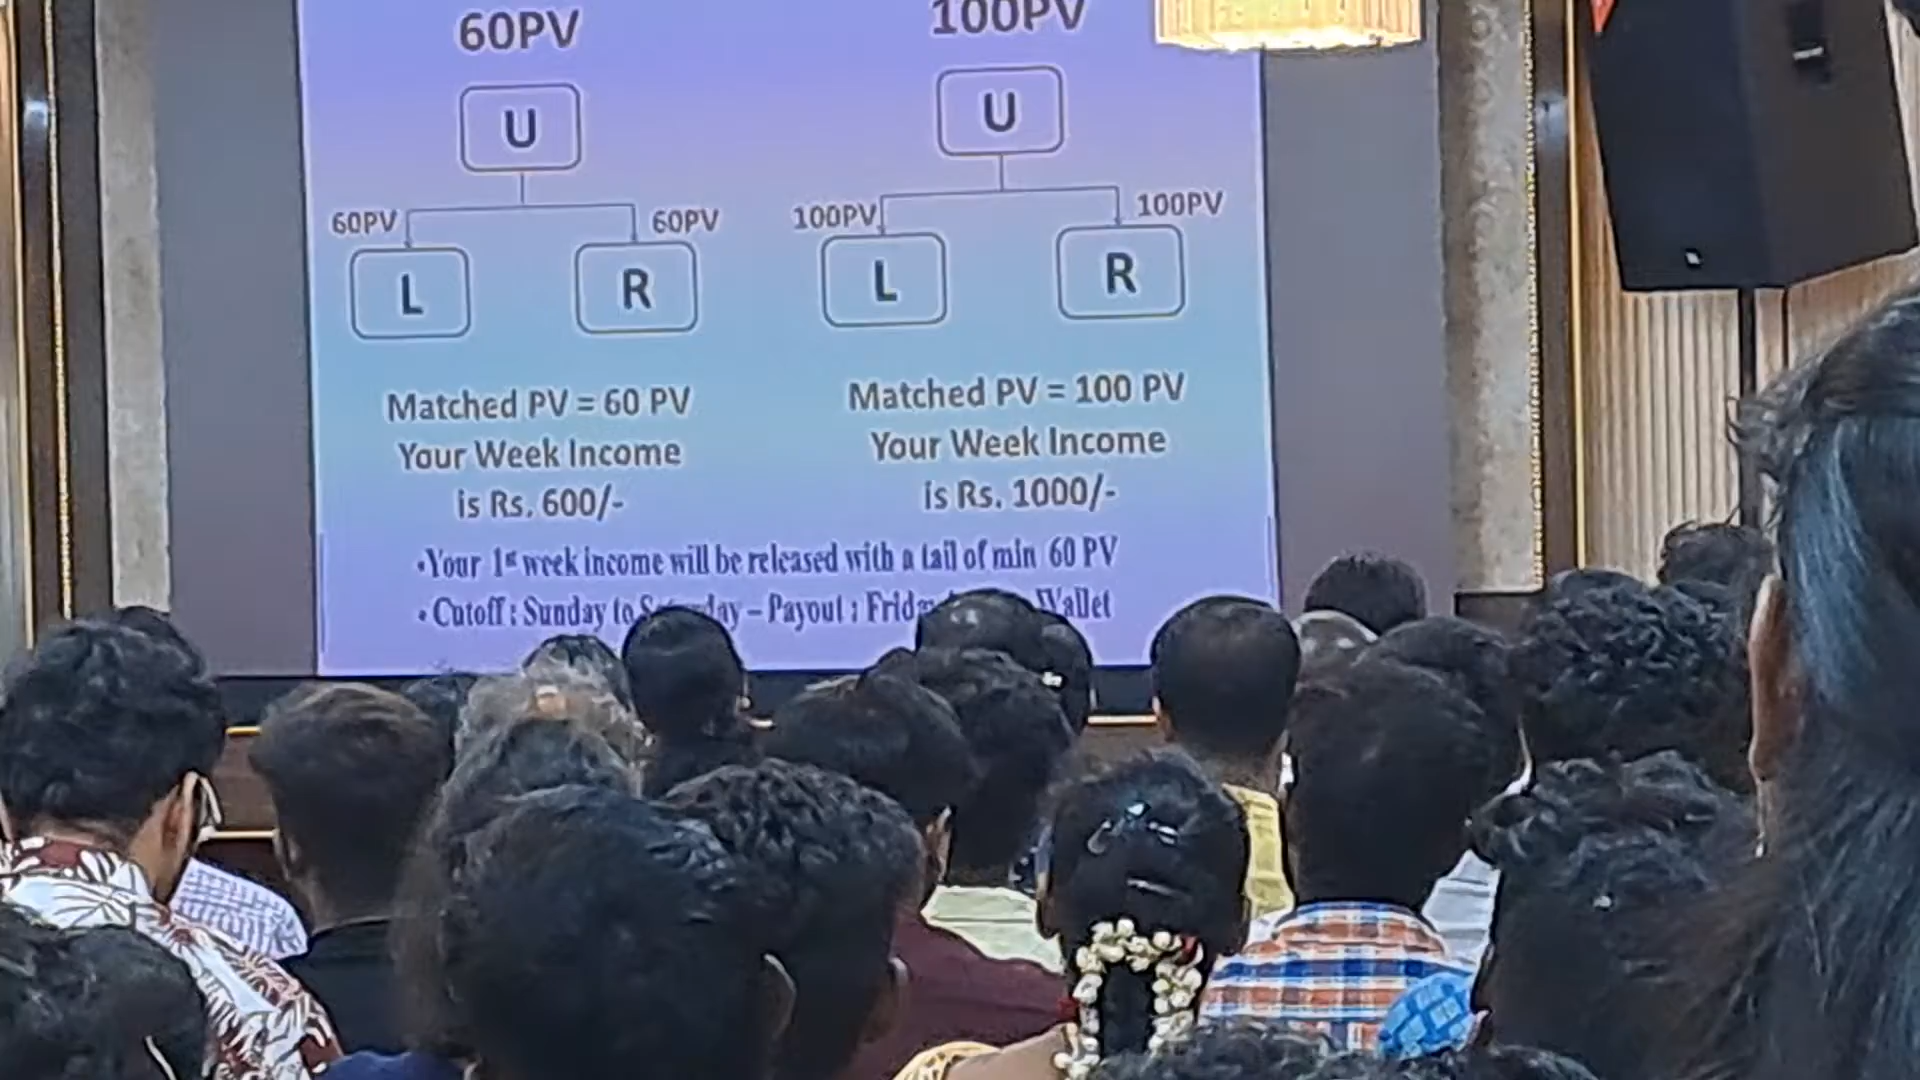 60PV
100PV
U
U
60PV
60PV
100PV
100PV
L
R
L
R
Matched PV = 60 PV
Your Week Income
is Rs. 600/-
Matched PV = 100 PV
Your Week Income
is Rs. 1000/-
•Your 1st week income will be released with a tail of min 60 PV
• Cutoff : Sunday to – Payout : Wallet